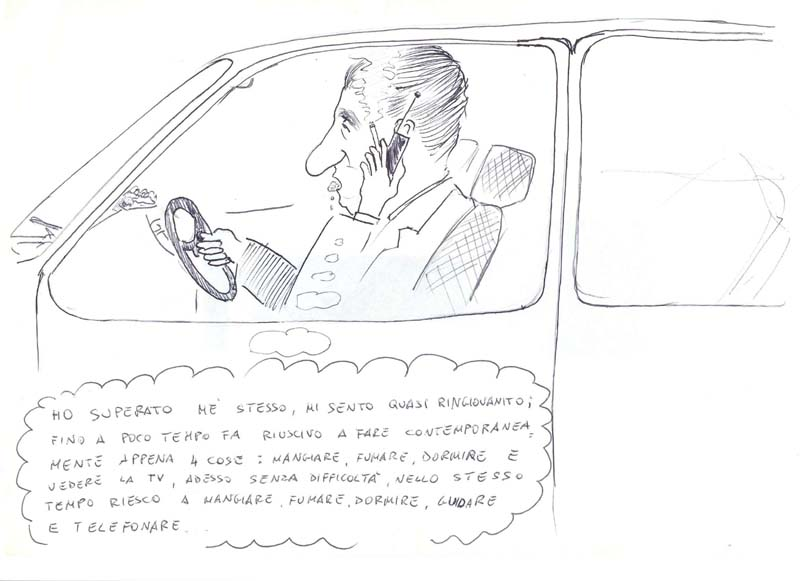 HO SUPERATO ME' STESSO, MI SENTO QUASI RINGIOVANITO;
FINO A POCO TEMPO FA RIUSCIVO A FARE CONTEMPORANEA=
MENTE APPENA 4 COSE: MANGIARE, FUMARE, DORMIRE E
VEDERE LA TV, ADESSO SENZA DIFFICOLTÀ, NELLO STESSO
TEMPO RIESCO A MANGIARE, FUMARE, DORMIRE, GUIDARE
E TELEFONARE...